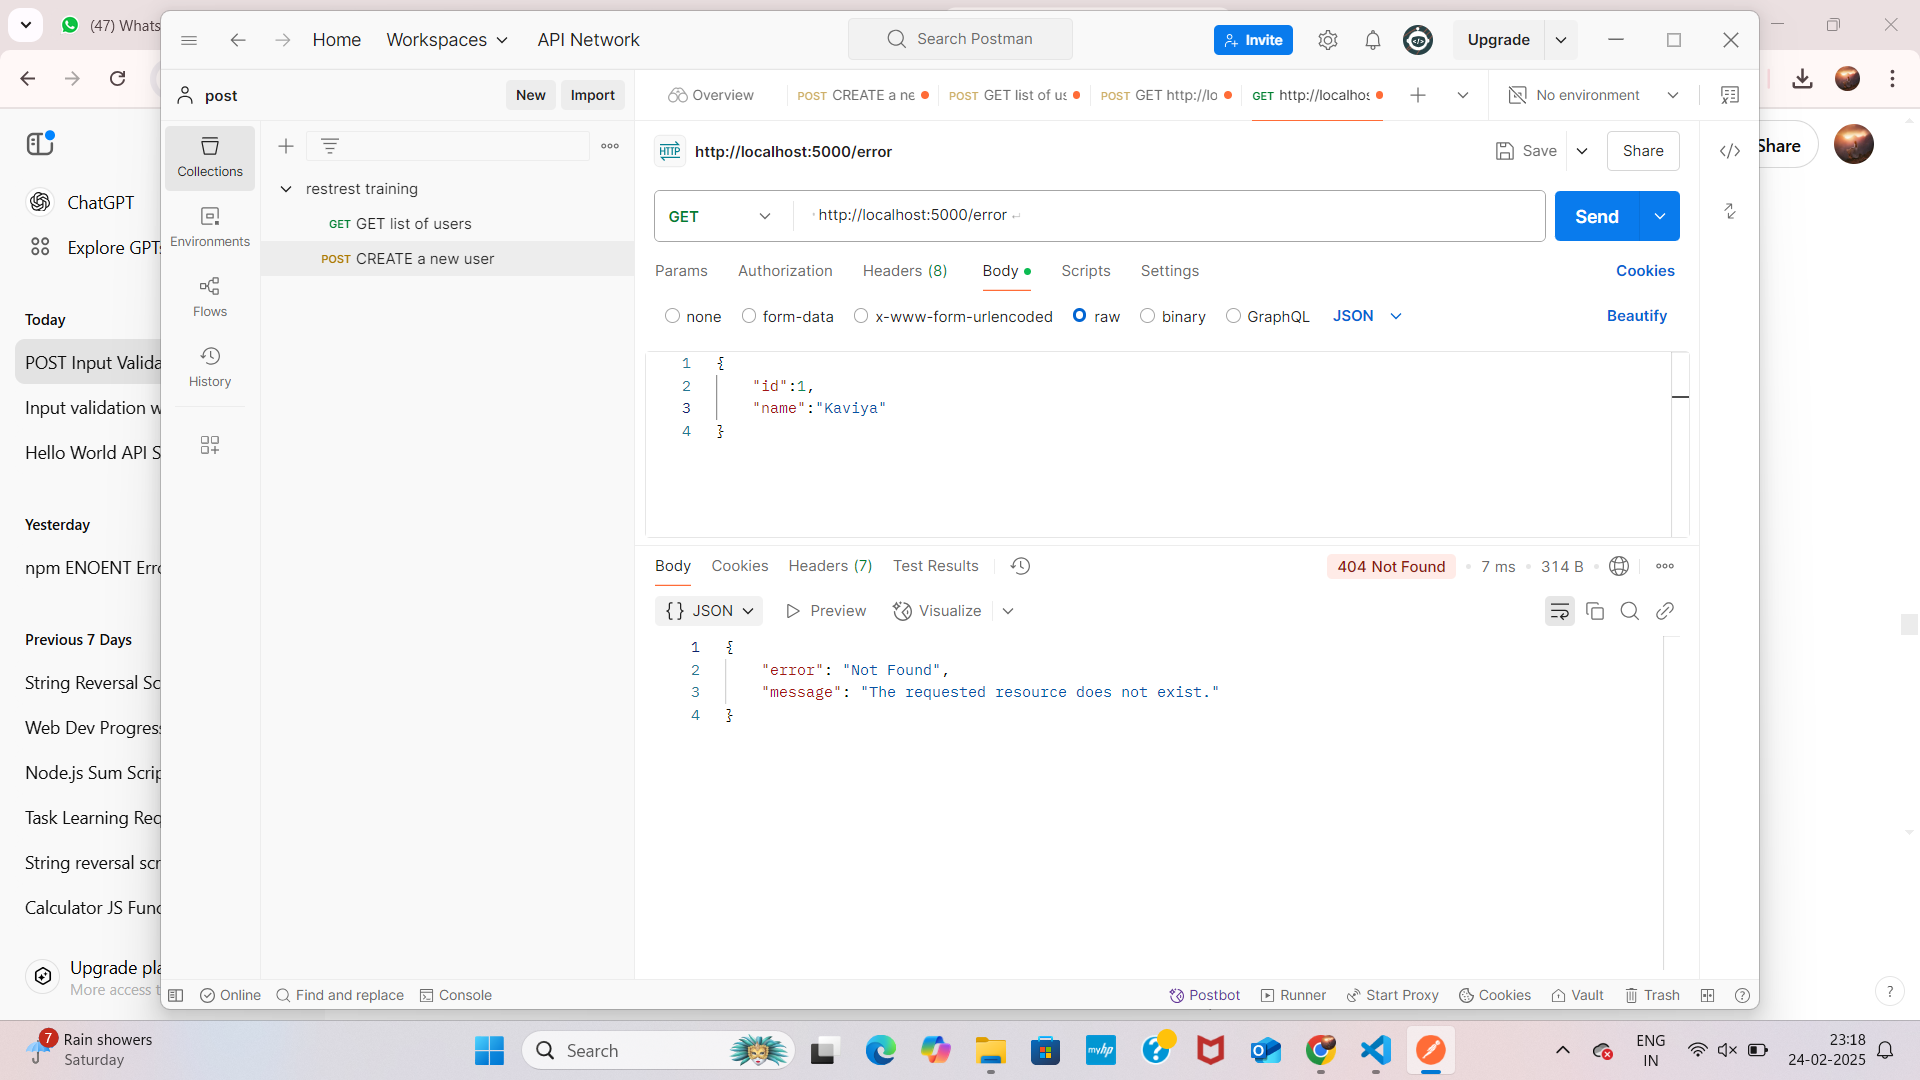 (47) Whats
Home
Workspaces
API Network
Search Postman
Invite
Upgrade
post
New
Import
Overview
POST CREATE a ne
POST GET list of us
POST GET http://lo
GET http://localhos
No environment
Share
ChatGPT
Explore GPTs
Today
POST Input Valida
Input validation w
Hello World API S
Yesterday
npm ENOENT Erro
Previous 7 Days
String Reversal Sc
Web Dev Progress
Node.js Sum Scrip
Task Learning Req
String reversal scr
Calculator JS Func
Upgrade pla
More access t
Collections
Environments
Flows
History
restrest training
GET GET list of users
POST CREATE a new user
HTTP http://localhost:5000/error
Save
Share
GET
http://localhost:5000/error
Send
Params
Authorization
Headers (8)
Body
Scripts
Settings
Cookies
none
form-data
x-www-form-urlencoded
raw
binary
GraphQL
JSON
Beautify
1 {
2 "id":1,
3 "name":"Kaviya"
4 }
Body
Cookies
Headers (7)
Test Results
404 Not Found
7 ms
314 B
{} JSON
Preview
Visualize
1 {
2 "error": "Not Found",
3 "message": "The requested resource does not exist."
4 }
Online
Find and replace
Console
Postbot
Runner
Start Proxy
Cookies
Vault
Trash
?
7
Rain showers
Saturday
Search
myhp
ENG
IN
23:18
24-02-2025